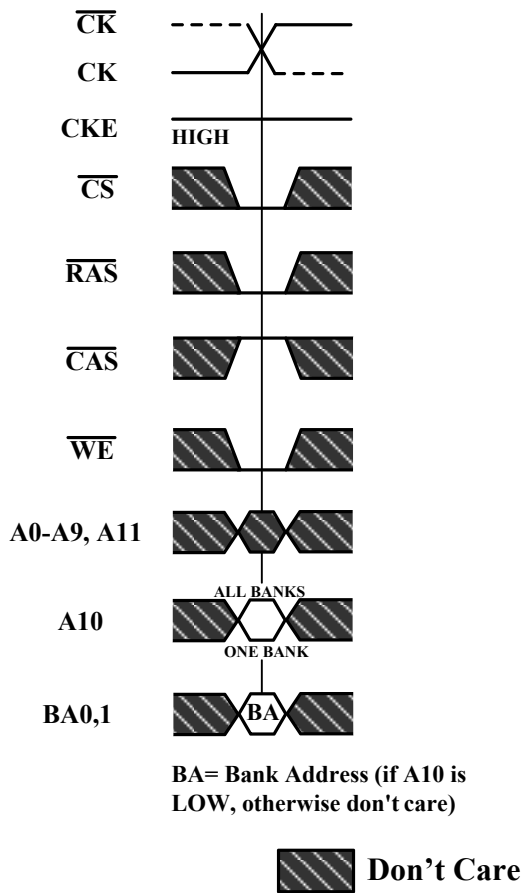 CK
CK
CKE
HIGH
CS
RAS
CAS
WE
A0-A9, A11
ALL BANKS
A10
ONE BANK
BA0,1
BA
BA= Bank Address (if A10 is
LOW, otherwise don't care)
Don't Care